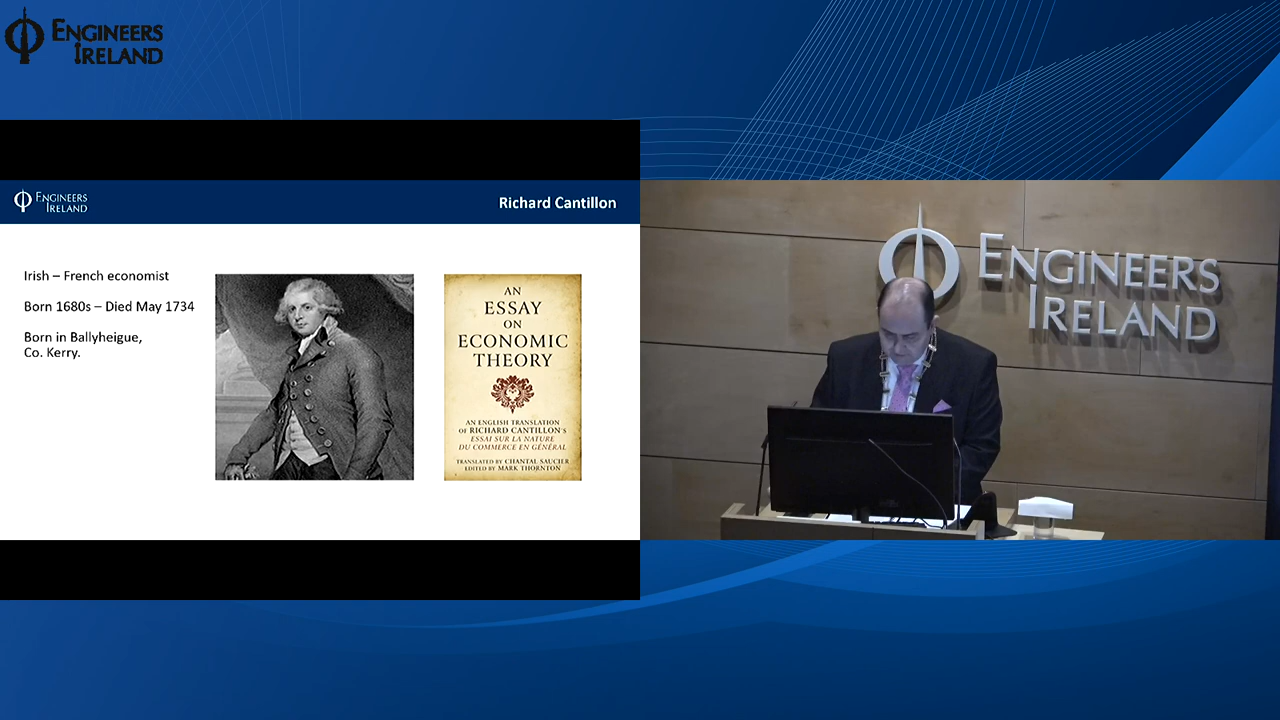 ENGINEERS
IRELAND
ENGINEERS
IRELAND
Richard Cantillon
Irish – French economist
Born 1680s – Died May 1734
Born in Ballyheigue,
Co. Kerry.
AN
ESSAY
ON
ECONOMIC
THEORY
AN ENGLISH TRANSLATION
OF RICHARD CANTILLON'S
ESSAI SUR LA NATURE
DU COMMERCE EN GÉNÉRAL
TRANSLATED BY CHANTAL SAUCIER
EDITED BY MARK THORNTON
ENGINEERS
IRELAND